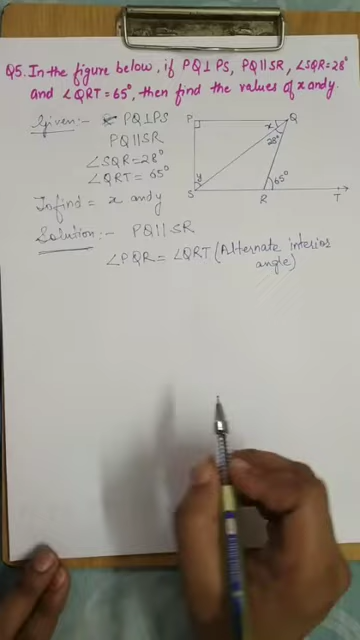 Q5. In the figure below, if PQ⊥PS, PQ||SR, ∠SQR=28°
and ∠QRT=65°, then find the values of x and y.
Given:- PQ⊥PS
PQ||SR
∠SQR=28°
∠QRT=65°
To find = x and y
P
Q
x
28°
y
65°
S
R
T
Solution:- PQ||SR
∠PQR=∠QRT (Alternate interior
angle)